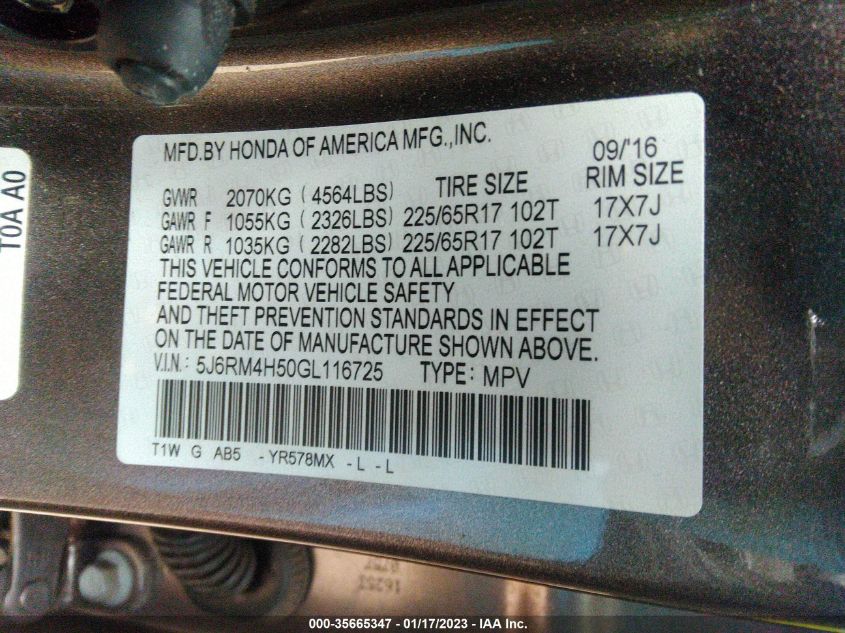 T0A A0
MFD.BY HONDA OF AMERICA MFG.,INC.
09/'16
GVWR 2070KG ( 4564LBS) TIRE SIZE RIM SIZE
GAWR F 1055KG ( 2326LBS) 225/65R17 102T 17X7J
GAWR R 1035KG ( 2282LBS) 225/65R17 102T 17X7J
THIS VEHICLE CONFORMS TO ALL APPLICABLE
FEDERAL MOTOR VEHICLE SAFETY
AND THEFT PREVENTION STANDARDS IN EFFECT
ON THE DATE OF MANUFACTURE SHOWN ABOVE.
V.I.N.: 5J6RM4H50GL116725 TYPE: MPV
T1W G AB5 - YR578MX - L - L
000-35665347 - 01/17/2023 - IAA Inc.